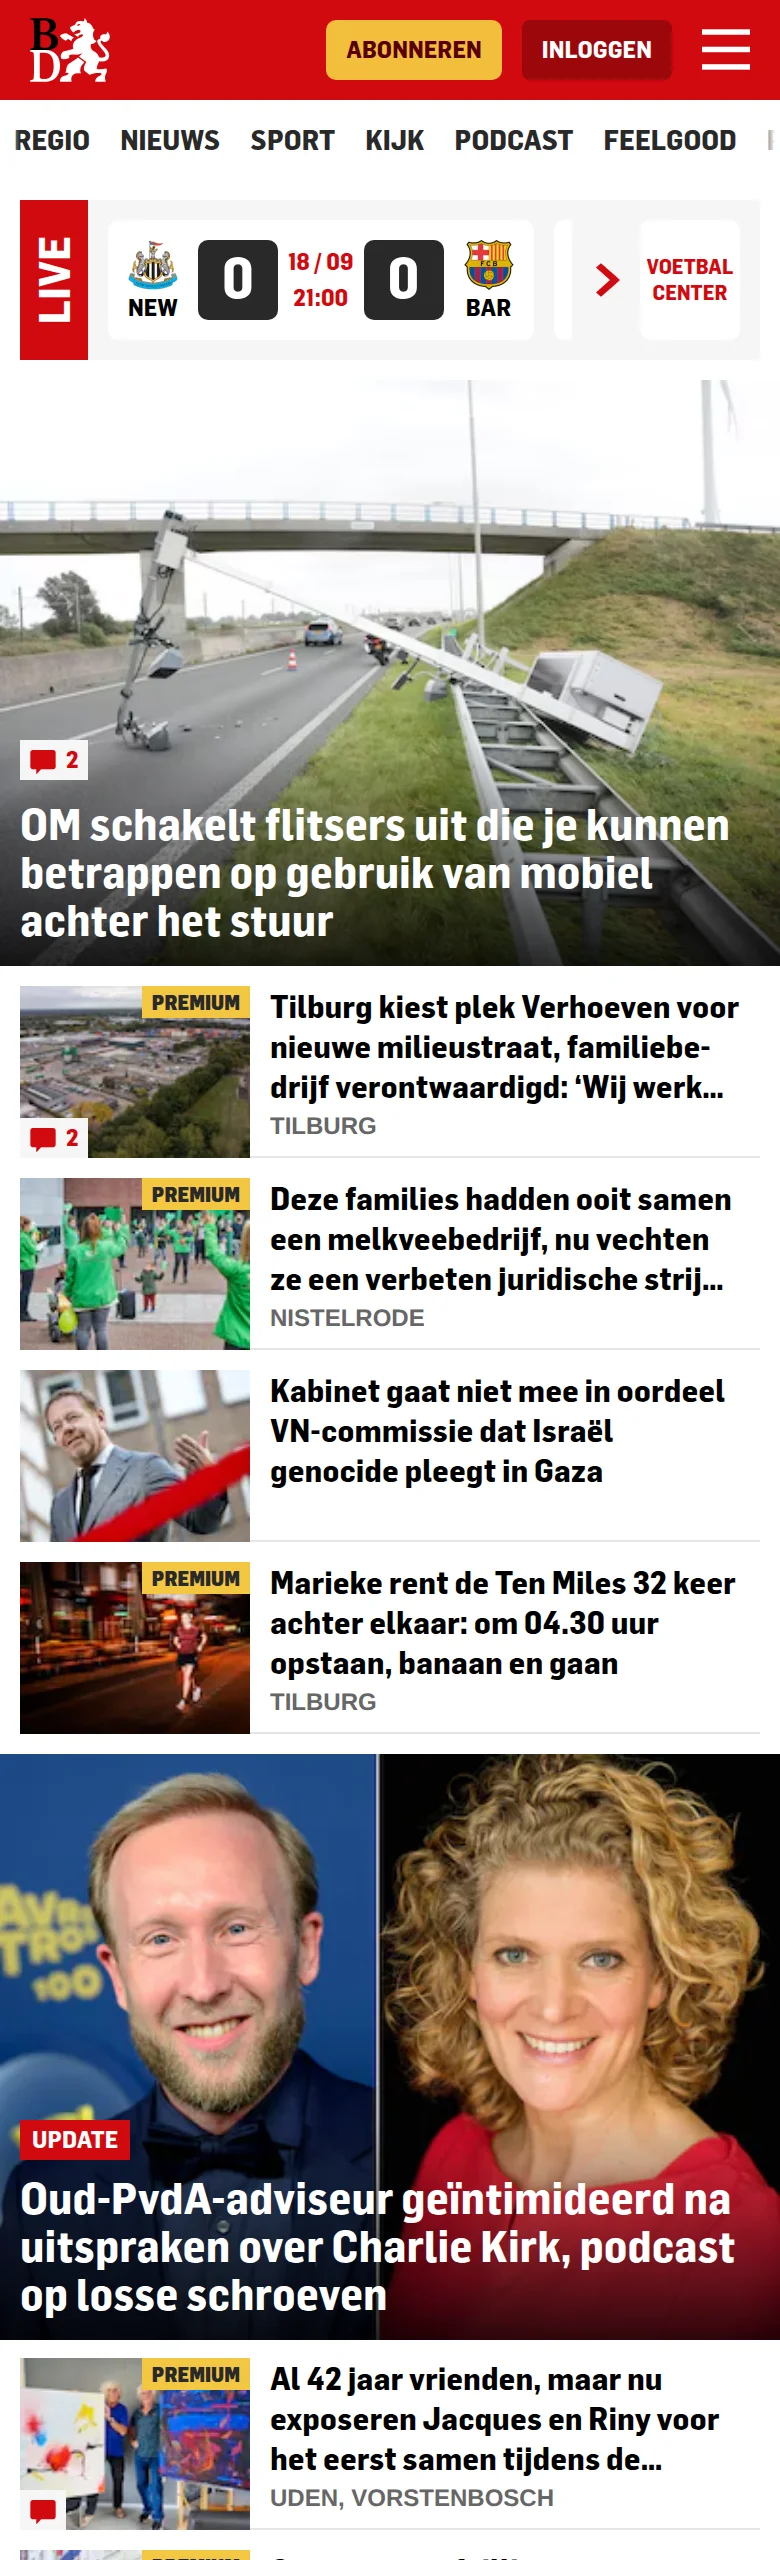 BD
ABONNEREN
INLOGGEN
REGIO NIEUWS SPORT KIJK PODCAST FEELGOOD
LIVE
NEW
0
18 / 09
21:00
0
FCB
BAR
VOETBAL
CENTER
2
OM schakelt flitsers uit die je kunnen
betrappen op gebruik van mobiel
achter het stuur
PREMIUM
2
Tilburg kiest plek Verhoeven voor
nieuwe milieustraat, familiebe-
drijf verontwaardigd: ‘Wij werk...
TILBURG
PREMIUM
Deze families hadden ooit samen
een melkveebedrijf, nu vechten
ze een verbeten juridische strij...
NISTELRODE
Kabinet gaat niet mee in oordeel
VN-commissie dat Israël
genocide pleegt in Gaza
PREMIUM
Marieke rent de Ten Miles 32 keer
achter elkaar: om 04.30 uur
opstaan, banaan en gaan
TILBURG
100
UPDATE
Oud-PvdA-adviseur geïntimideerd na
uitspraken over Charlie Kirk, podcast
op losse schroeven
PREMIUM
Al 42 jaar vrienden, maar nu
exposeren Jacques en Riny voor
het eerst samen tijdens de...
UDEN, VORSTENBOSCH